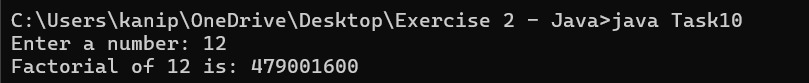 C:\Users\kanip\OneDrive\Desktop\Exercise 2 - Java>java Task10
Enter a number: 12
Factorial of 12 is: 479001600